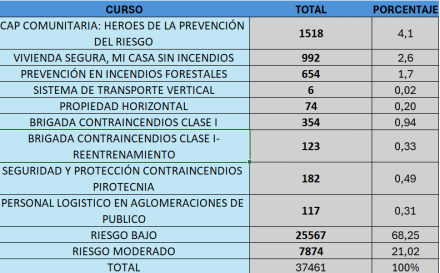 CURSO TOTAL PORCENTAJE
CAP COMUNITARIA: HEROES DE LA PREVENCIÓN
DEL RIESGO 1518 4,1
VIVIENDA SEGURA, MI CASA SIN INCENDIOS 992 2,6
PREVENCIÓN EN INCENDIOS FORESTALES 654 1,7
SISTEMA DE TRANSPORTE VERTICAL 6 0,02
PROPIEDAD HORIZONTAL 74 0,20
BRIGADA CONTRAINCENDIOS CLASE I 354 0,94
BRIGADA CONTRAINCENDIOS CLASE I-
REENTRENAMIENTO 123 0,33
SEGURIDAD Y PROTECCIÓN CONTRAINCENDIOS
PIROTECNIA 182 0,49
PERSONAL LOGISTICO EN AGLOMERACIONES DE
PUBLICO 117 0,31
RIESGO BAJO 25567 68,25
RIESGO MODERADO 7874 21,02
TOTAL 37461 100%